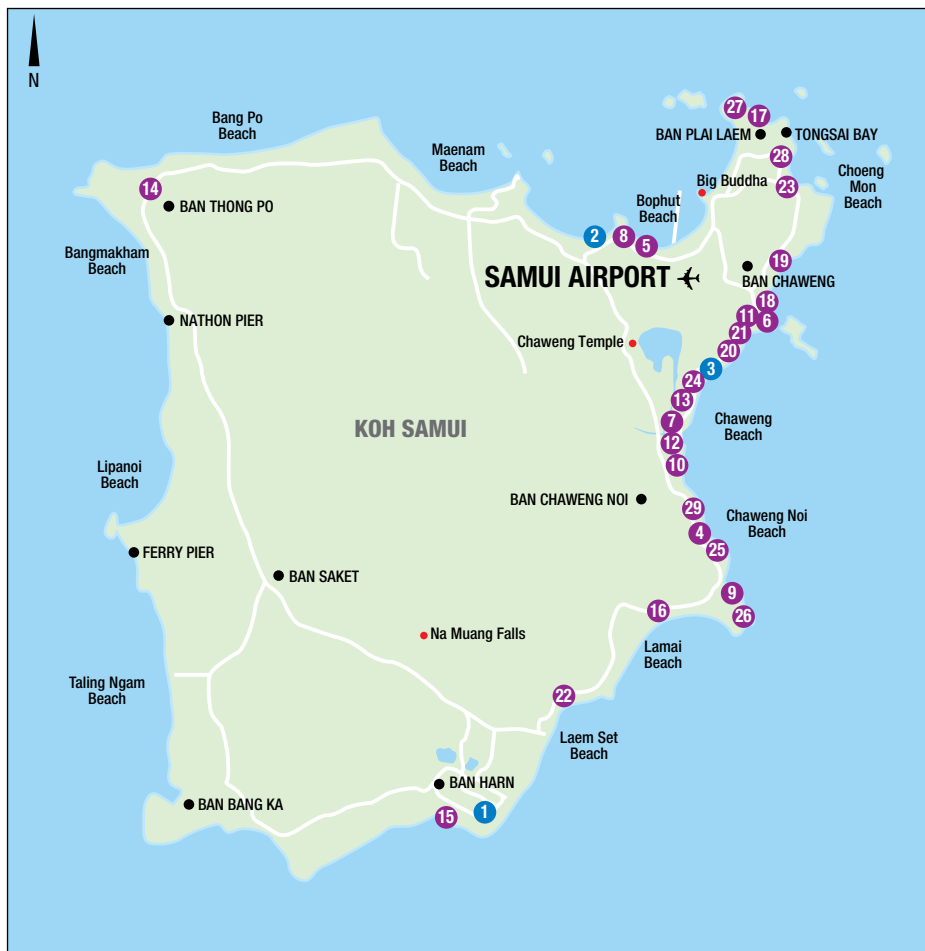 N
Bang Po
Beach
Maenam
Beach
27
17
BAN PLAI LAEM
TONGSAI BAY
28
Choeng
Mon
Beach
Big Buddha
23
14
BAN THONG PO
Bophut
Beach
2
8
5
Bangmakham
Beach
SAMUI AIRPORT
19
BAN CHAWENG
18
11
6
NATHON PIER
21
Chaweng Temple
20
3
24
13
Chaweng
Beach
7
KOH SAMUI
12
10
Lipanoi
Beach
BAN CHAWENG NOI
29
Chaweng Noi
Beach
4
25
FERRY PIER
BAN SAKET
9
16
26
Na Muang Falls
Lamai
Beach
Taling Ngam
Beach
22
Laem Set
Beach
BAN HARN
BAN BANG KA
15
1